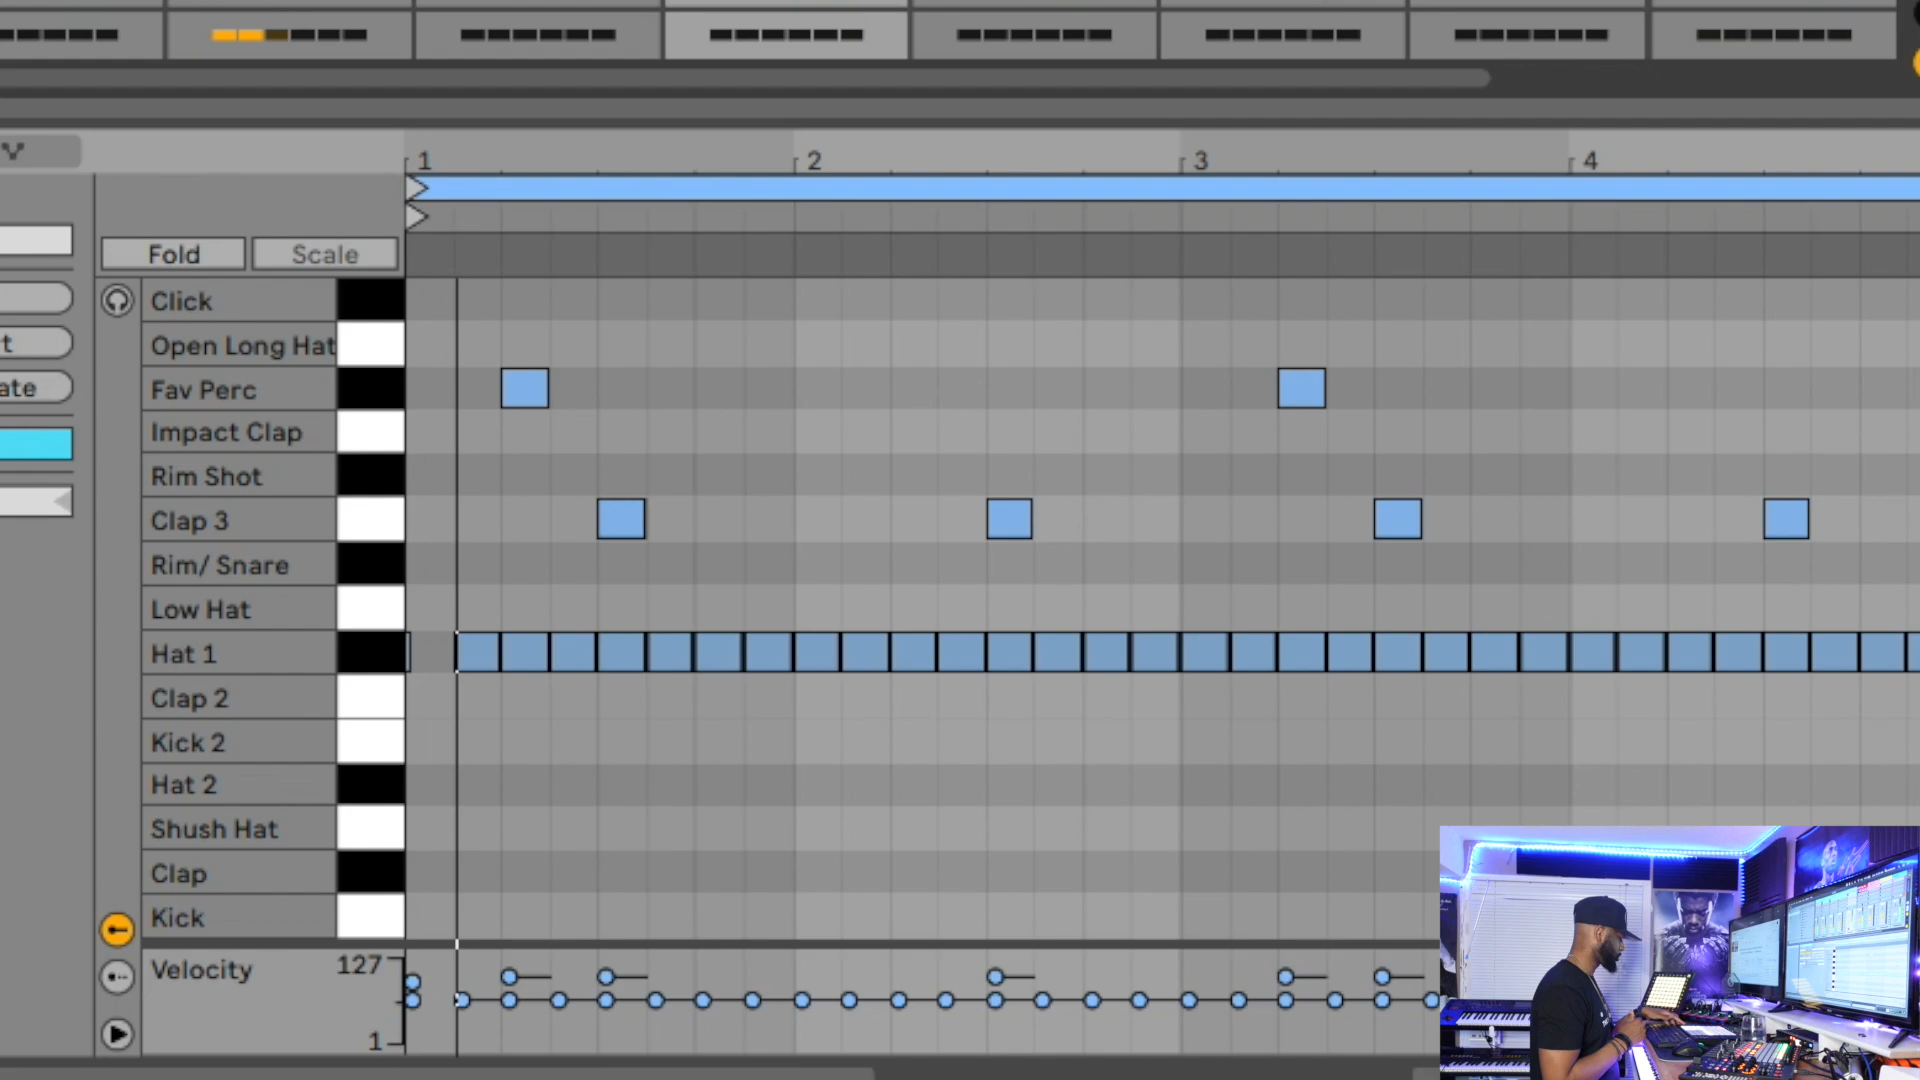 1 2 3 4
Fold Scale
Click
t
Open Long Hat
ate
Fav Perc
Impact Clap
Rim Shot
Clap 3
Rim/ Snare
Low Hat
Hat 1
Clap 2
Kick 2
Hat 2
Shush Hat
Clap
Kick
Velocity 127
1